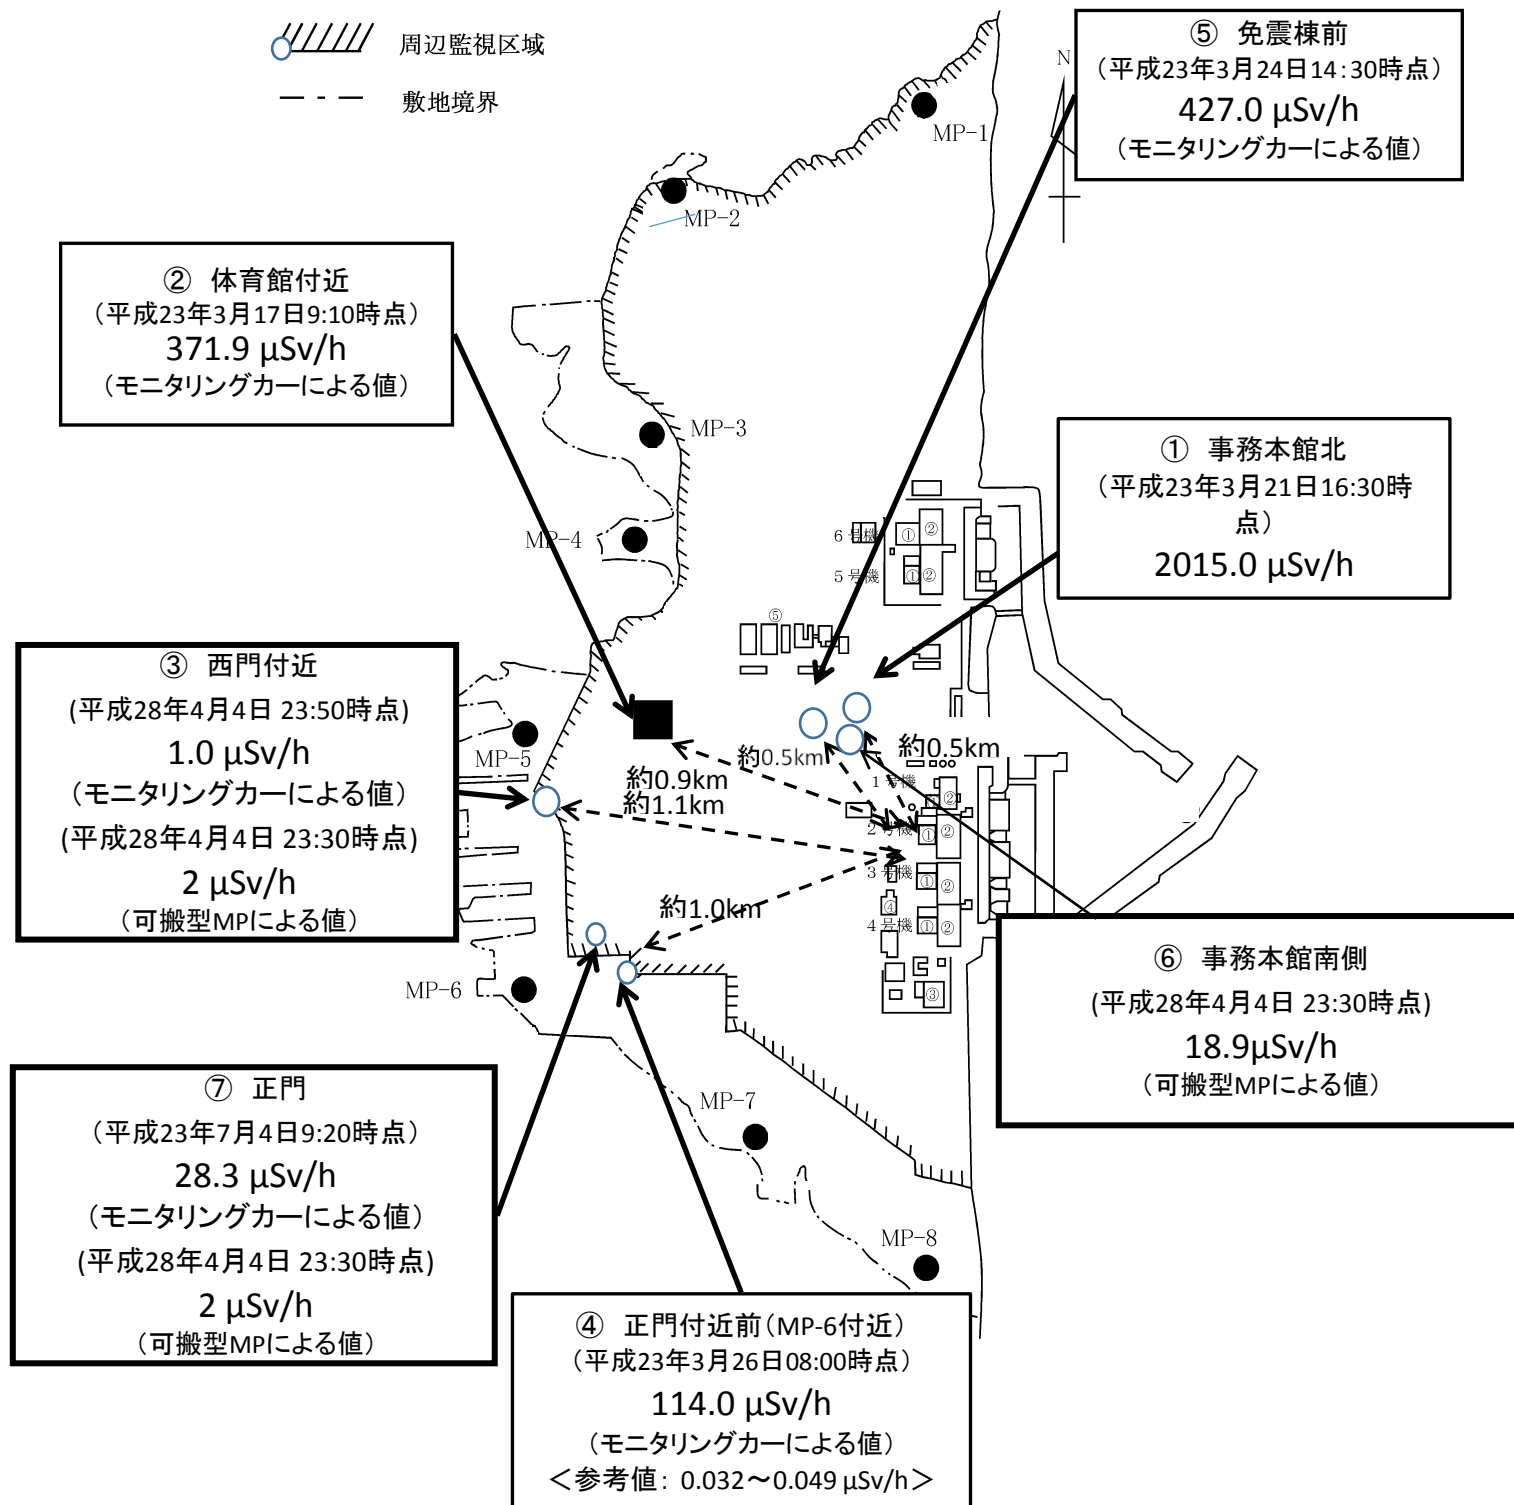 周辺監視区域
敷地境界
N
⑤ 免震棟前
（平成23年3月24日14:30時点）
427.0 μSv/h
（モニタリングカーによる値）
MP-1
MP-2
② 体育館付近
（平成23年3月17日9:10時点）
371.9 μSv/h
（モニタリングカーによる値）
MP-3
① 事務本館北
（平成23年3月21日16:30時
点）
2015.0 μSv/h
MP-4
6号機
①
②
5号機
①
②
⑤
③ 西門付近
(平成28年4月4日 23:50時点)
1.0 μSv/h
（モニタリングカーによる値）
(平成28年4月4日 23:30時点)
2 μSv/h
（可搬型MPによる値）
MP-5
約0.5km
約0.5km
約0.9km
約1.1km
1号機
①
②
2号機
①
②
3号機
①
②
④
約1.0km
4号機
①
②
③
MP-6
⑥ 事務本館南側
(平成28年4月4日 23:30時点)
18.9μSv/h
（可搬型MPによる値）
⑦ 正門
（平成23年7月4日9:20時点）
28.3 μSv/h
（モニタリングカーによる値）
(平成28年4月4日 23:30時点)
2 μSv/h
（可搬型MPによる値）
MP-7
MP-8
④ 正門付近前（MP-6付近）
（平成23年3月26日08:00時点）
114.0 μSv/h
（モニタリングカーによる値）
＜参考値: 0.032～0.049 μSv/h＞